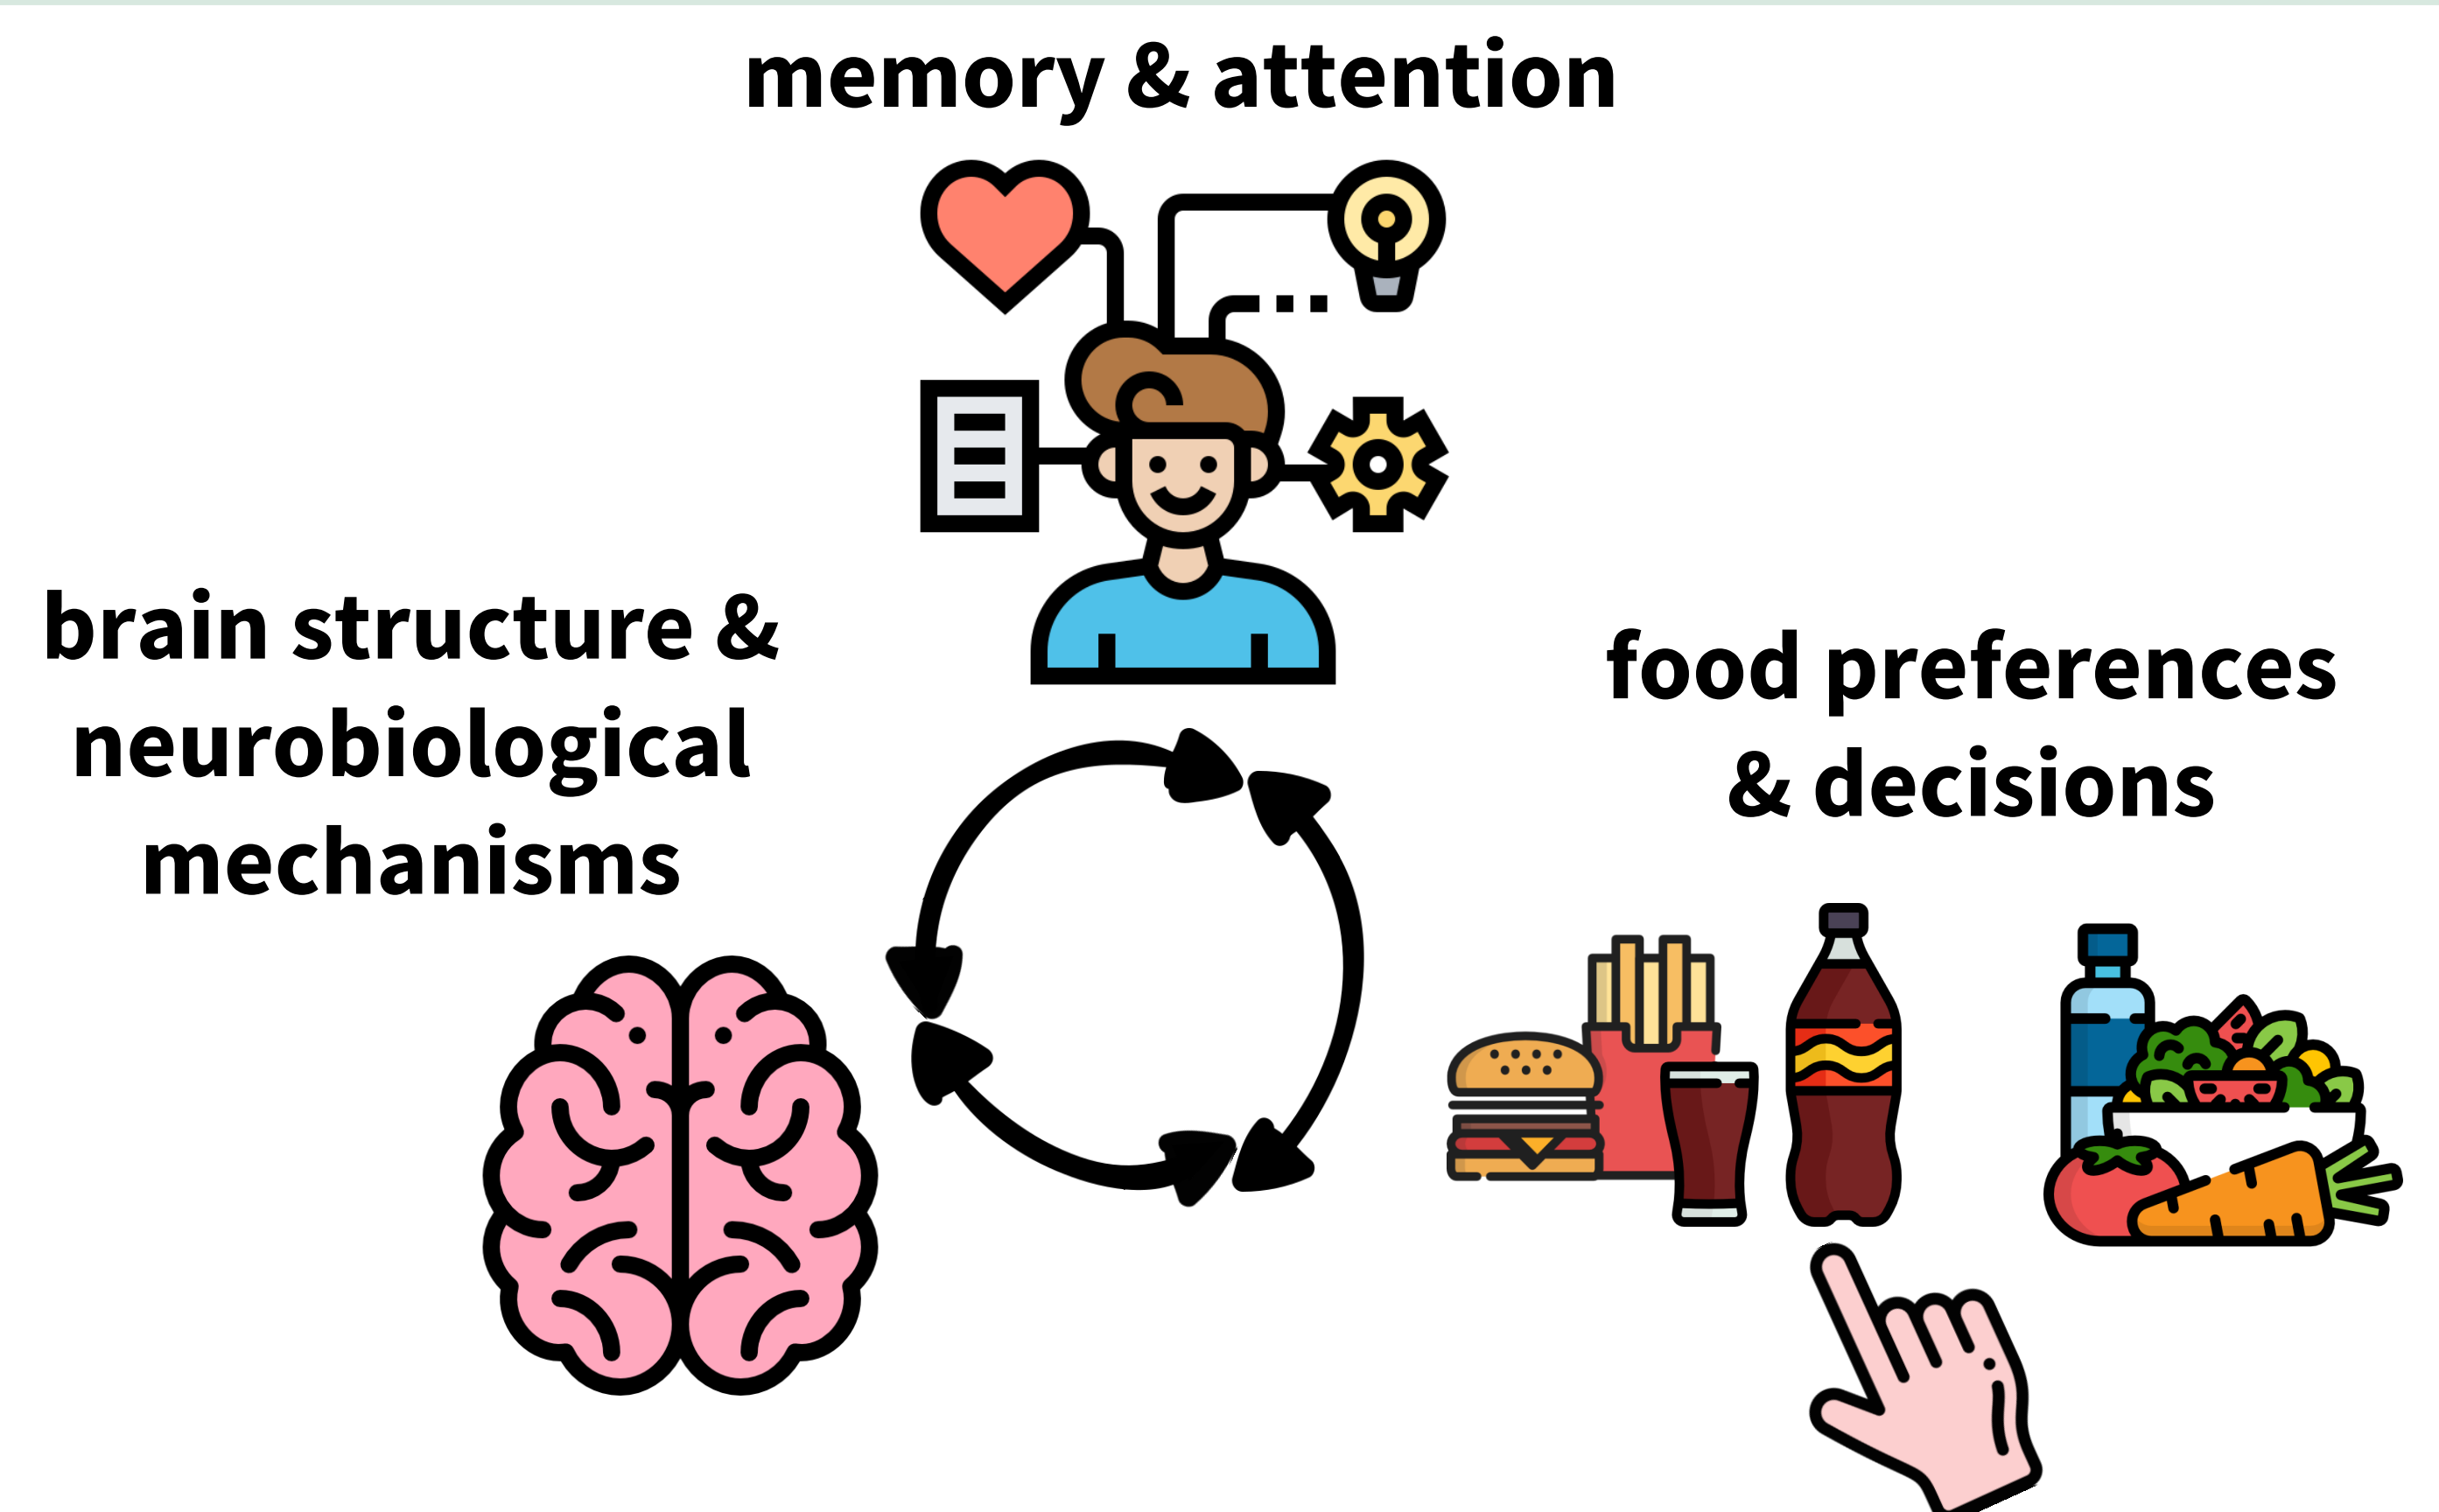 memory & attention
brain structure &
neurobiological
mechanisms
food preferences
& decisions